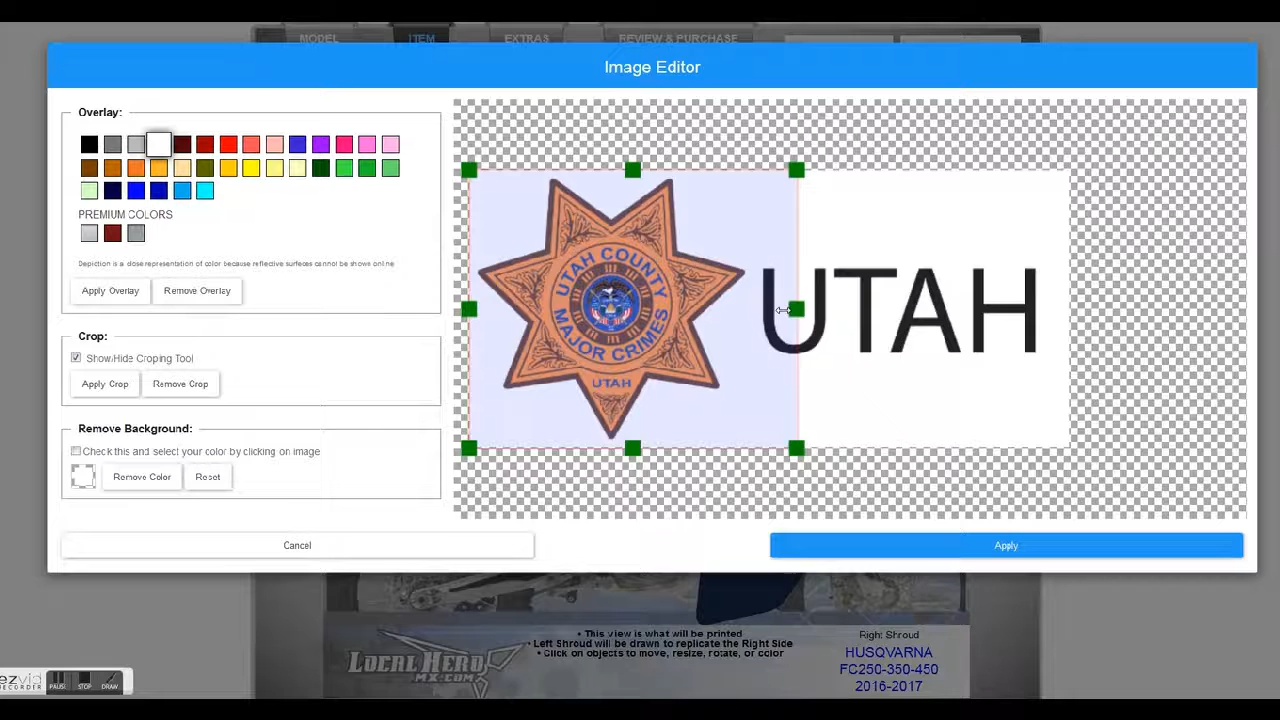 MODEL
ITEM
EXTRAS
REVIEW & PURCHASE
Image Editor
Overlay:
PREMIUM COLORS
Depiction is a close representation of color because reflective surfaces cannot be shown online
Apply Overlay
Remove Overlay
Crop:
Show/Hide Croping Tool
Apply Crop
Remove Crop
Remove Background:
Check this and select your color by clicking on image
Remove Color
Reset
UTAH COUNTY
MAJOR CRIMES
UTAH
UTAH
Cancel
Apply
• This view is what will be printed
• Left Shroud will be drawn to replicate the Right Side
• Click on objects to move, resize, rotate, or color
Right Shroud
HUSQVARNA
FC250-350-450
2016-2017
LOCAL HERO
MX.COM
ezvid
RECORDER
PAUSE
STOP
DRAW